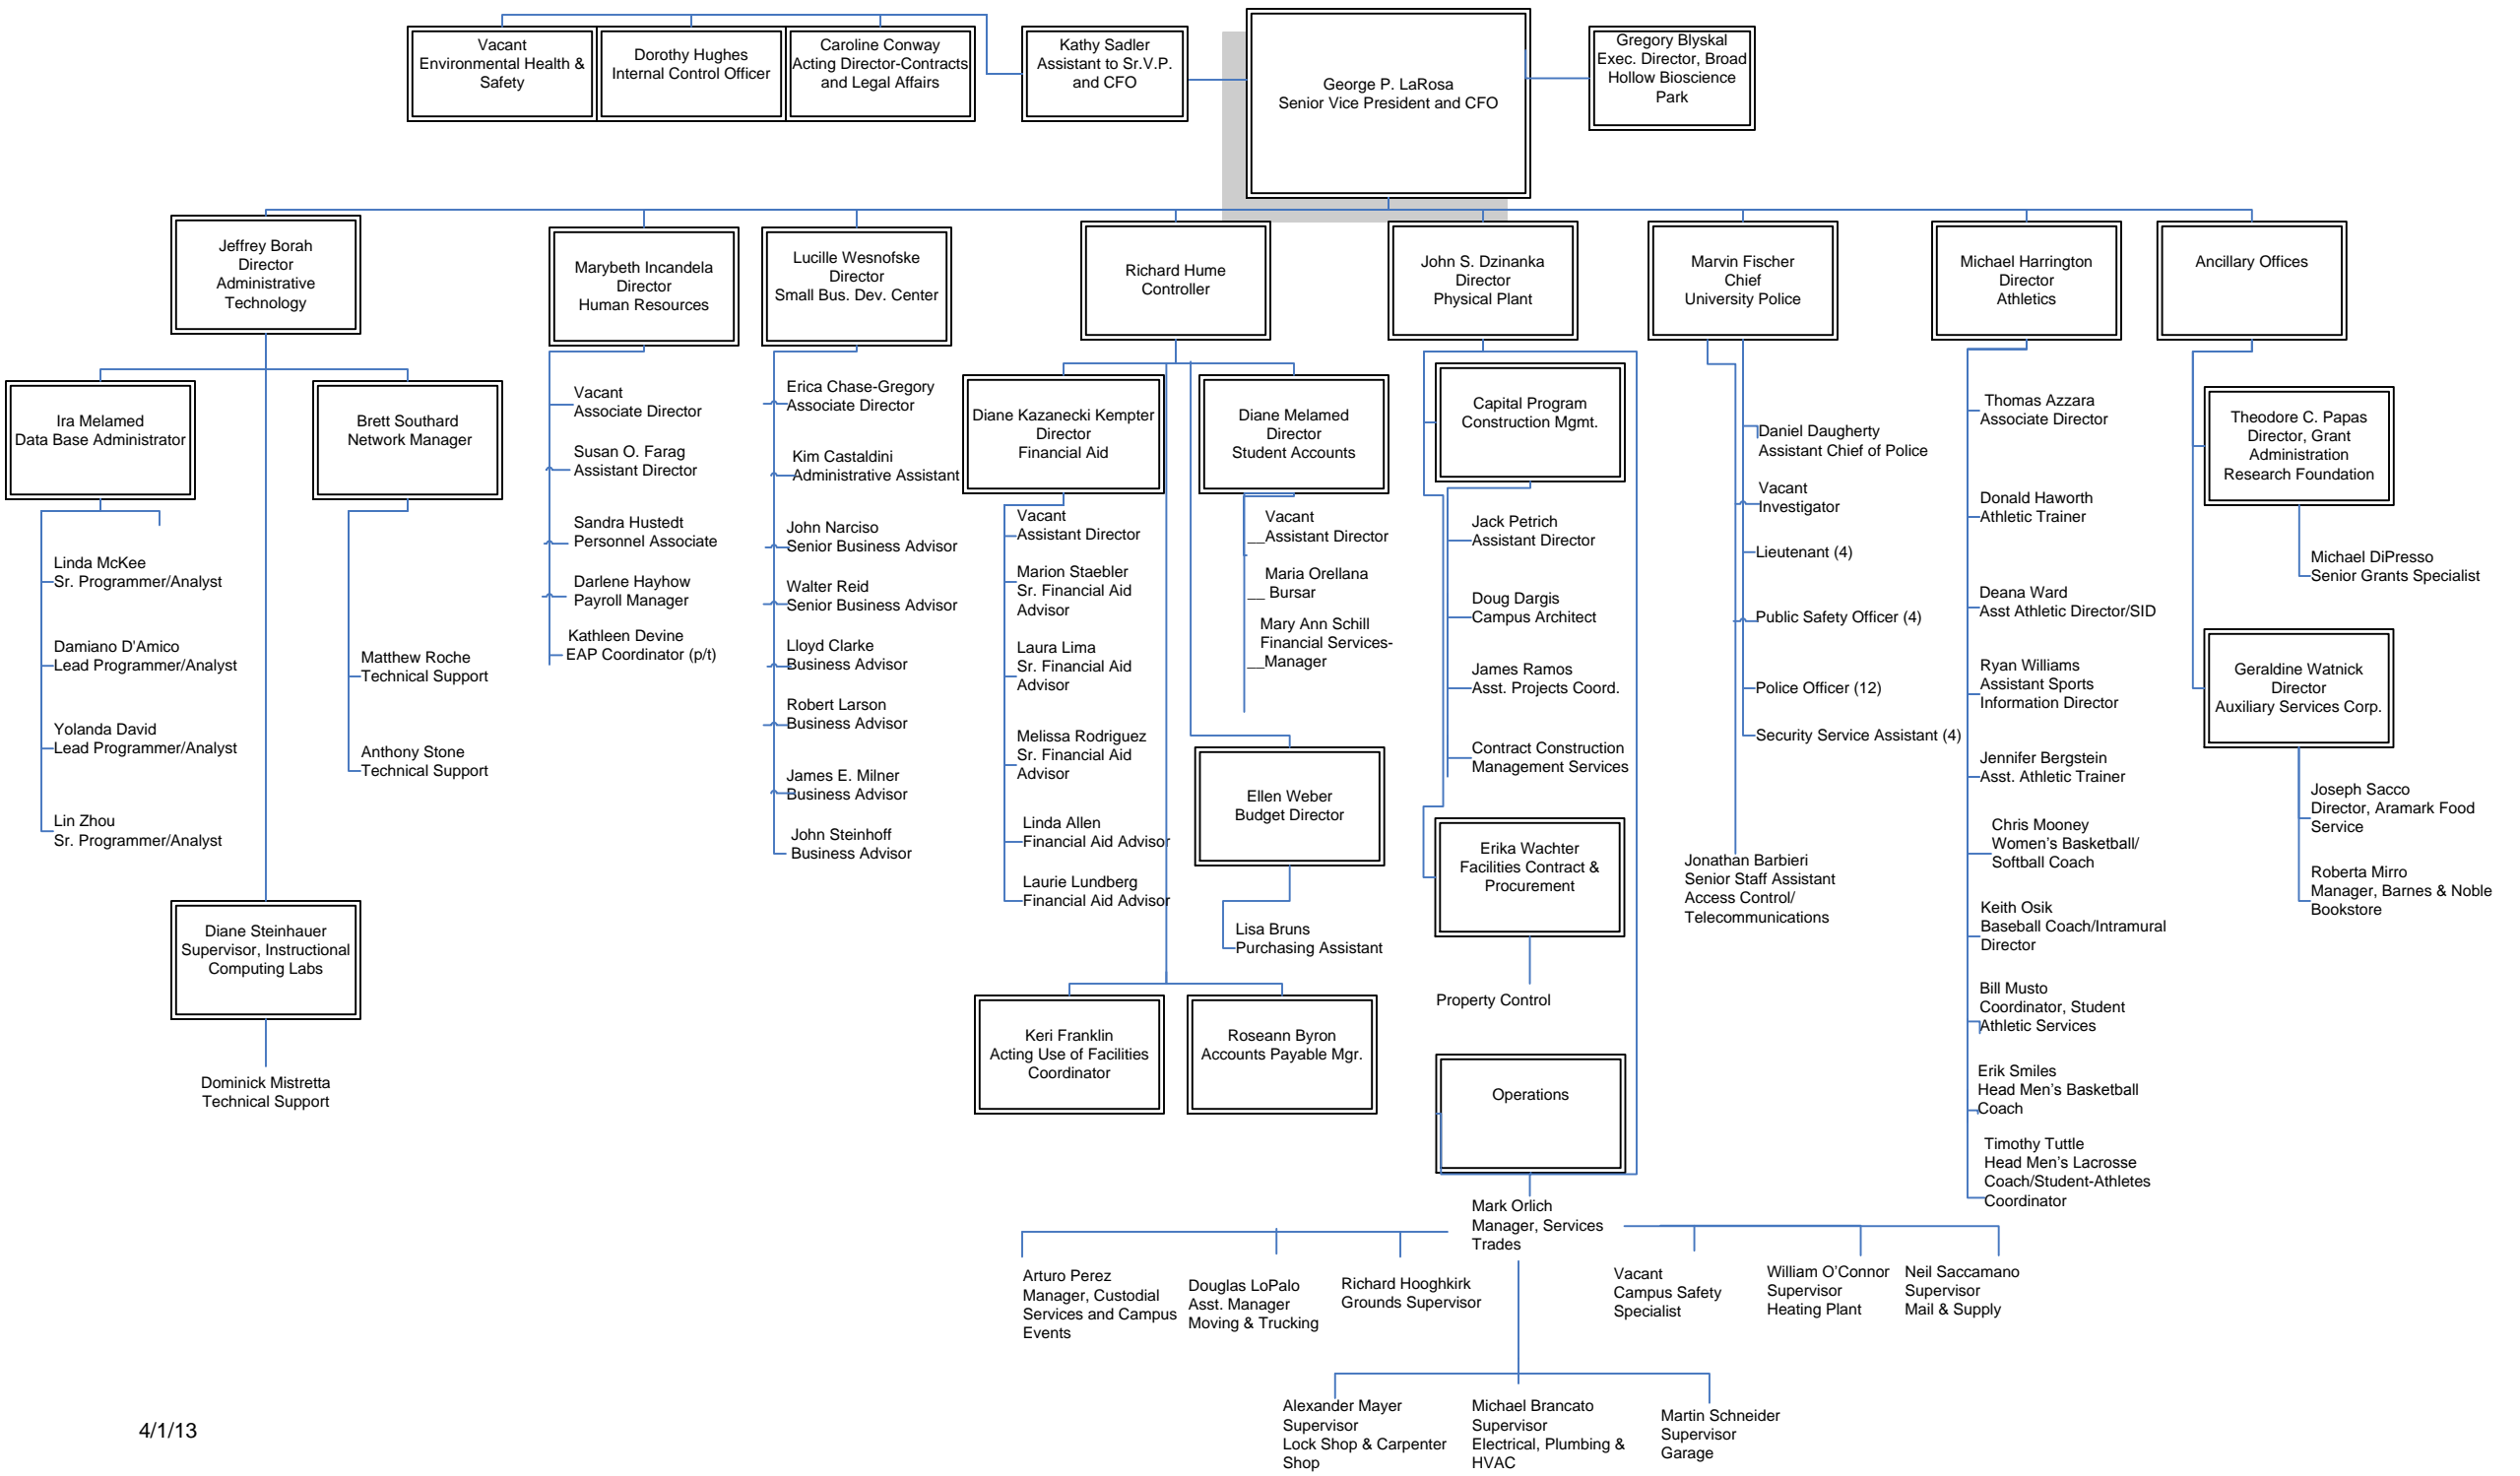 Vacant
Environmental Health &
Safety
Dorothy Hughes
Internal Control Officer
Caroline Conway
Acting Director-Contracts
and Legal Affairs
Kathy Sadler
Assistant to Sr.V.P.
and CFO
George P. LaRosa
Senior Vice President and CFO
Gregory Blyskal
Exec. Director, Broad
Hollow Bioscience
Park
Jeffrey Borah
Director
Administrative
Technology
Marybeth Incandela
Director
Human Resources
Lucille Wesnofske
Director
Small Bus. Dev. Center
Richard Hume
Controller
John S. Dzinanka
Director
Physical Plant
Marvin Fischer
Chief
University Police
Michael Harrington
Director
Athletics
Ancillary Offices
Ira Melamed
Data Base Administrator
Brett Southard
Network Manager
Linda McKee
Sr. Programmer/Analyst
Damiano D'Amico
Lead Programmer/Analyst
Yolanda David
Lead Programmer/Analyst
Lin Zhou
Sr. Programmer/Analyst
Matthew Roche
Technical Support
Anthony Stone
Technical Support
Diane Steinhauer
Supervisor, Instructional
Computing Labs
Dominick Mistretta
Technical Support
Vacant
Associate Director
Susan O. Farag
Assistant Director
Sandra Hustedt
Personnel Associate
Darlene Hayhow
Payroll Manager
Kathleen Devine
EAP Coordinator (p/t)
Erica Chase-Gregory
Associate Director
Kim Castaldini
Administrative Assistant
John Narciso
Senior Business Advisor
Walter Reid
Senior Business Advisor
Lloyd Clarke
Business Advisor
Robert Larson
Business Advisor
James E. Milner
Business Advisor
John Steinhoff
Business Advisor
Diane Kazanecki Kempter
Director
Financial Aid
Vacant
Assistant Director
Marion Staebler
Sr. Financial Aid
Advisor
Laura Lima
Sr. Financial Aid
Advisor
Melissa Rodriguez
Sr. Financial Aid
Advisor
Linda Allen
Financial Aid Advisor
Laurie Lundberg
Financial Aid Advisor
Diane Melamed
Director
Student Accounts
Vacant
__Assistant Director
Maria Orellana
__ Bursar
Mary Ann Schill
Financial Services-
__Manager
Ellen Weber
Budget Director
Lisa Bruns
Purchasing Assistant
Keri Franklin
Acting Use of Facilities
Coordinator
Roseann Byron
Accounts Payable Mgr.
Capital Program
Construction Mgmt.
Jack Petrich
Assistant Director
Doug Dargis
Campus Architect
James Ramos
Asst. Projects Coord.
Contract Construction
Management Services
Erika Wachter
Facilities Contract &
Procurement
Property Control
Operations
Mark Orlich
Manager, Services
Trades
Arturo Perez
Manager, Custodial
Services and Campus
Events
Douglas LoPalo
Asst. Manager
Moving & Trucking
Richard Hooghkirk
Grounds Supervisor
Vacant
Campus Safety
Specialist
William O’Connor
Supervisor
Heating Plant
Neil Saccamano
Supervisor
Mail & Supply
Alexander Mayer
Supervisor
Lock Shop & Carpenter
Shop
Michael Brancato
Supervisor
Electrical, Plumbing &
HVAC
Martin Schneider
Supervisor
Garage
Daniel Daugherty
Assistant Chief of Police
Vacant
Investigator
Lieutenant (4)
Public Safety Officer (4)
Police Officer (12)
Security Service Assistant (4)
Jonathan Barbieri
Senior Staff Assistant
Access Control/
Telecommunications
Thomas Azzara
Associate Director
Donald Haworth
Athletic Trainer
Deana Ward
Asst Athletic Director/SID
Ryan Williams
Assistant Sports
Information Director
Jennifer Bergstein
Asst. Athletic Trainer
Chris Mooney
Women’s Basketball/
Softball Coach
Keith Osik
Baseball Coach/Intramural
Director
Bill Musto
Coordinator, Student
Athletic Services
Erik Smiles
Head Men’s Basketball
Coach
Timothy Tuttle
Head Men’s Lacrosse
Coach/Student-Athletes
Coordinator
Theodore C. Papas
Director, Grant
Administration
Research Foundation
Michael DiPresso
Senior Grants Specialist
Geraldine Watnick
Director
Auxiliary Services Corp.
Joseph Sacco
Director, Aramark Food
Service
Roberta Mirro
Manager, Barnes & Noble
Bookstore
4/1/13